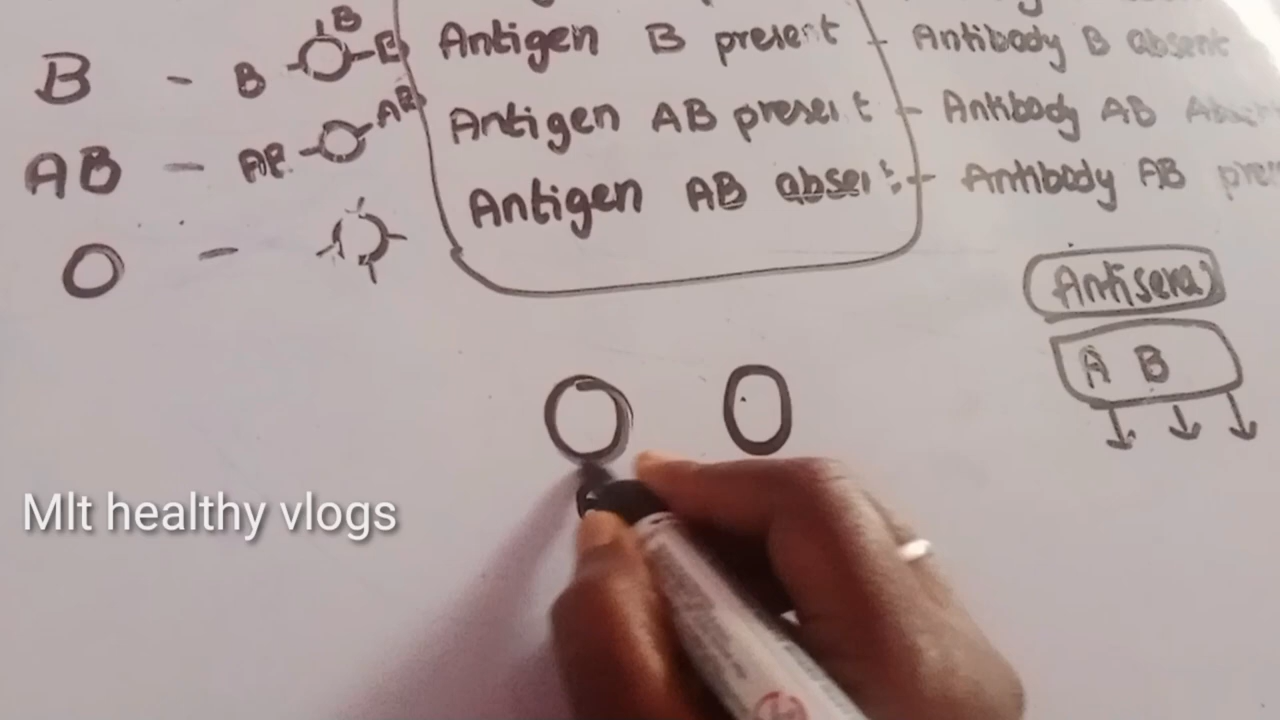 B - B B Antigen B present - Antibody B absent
AB - AB AB Antigen AB present - Antibody AB
O - Antigen AB absent - Antibody AB
Antisera
A B
Mlt healthy vlogs